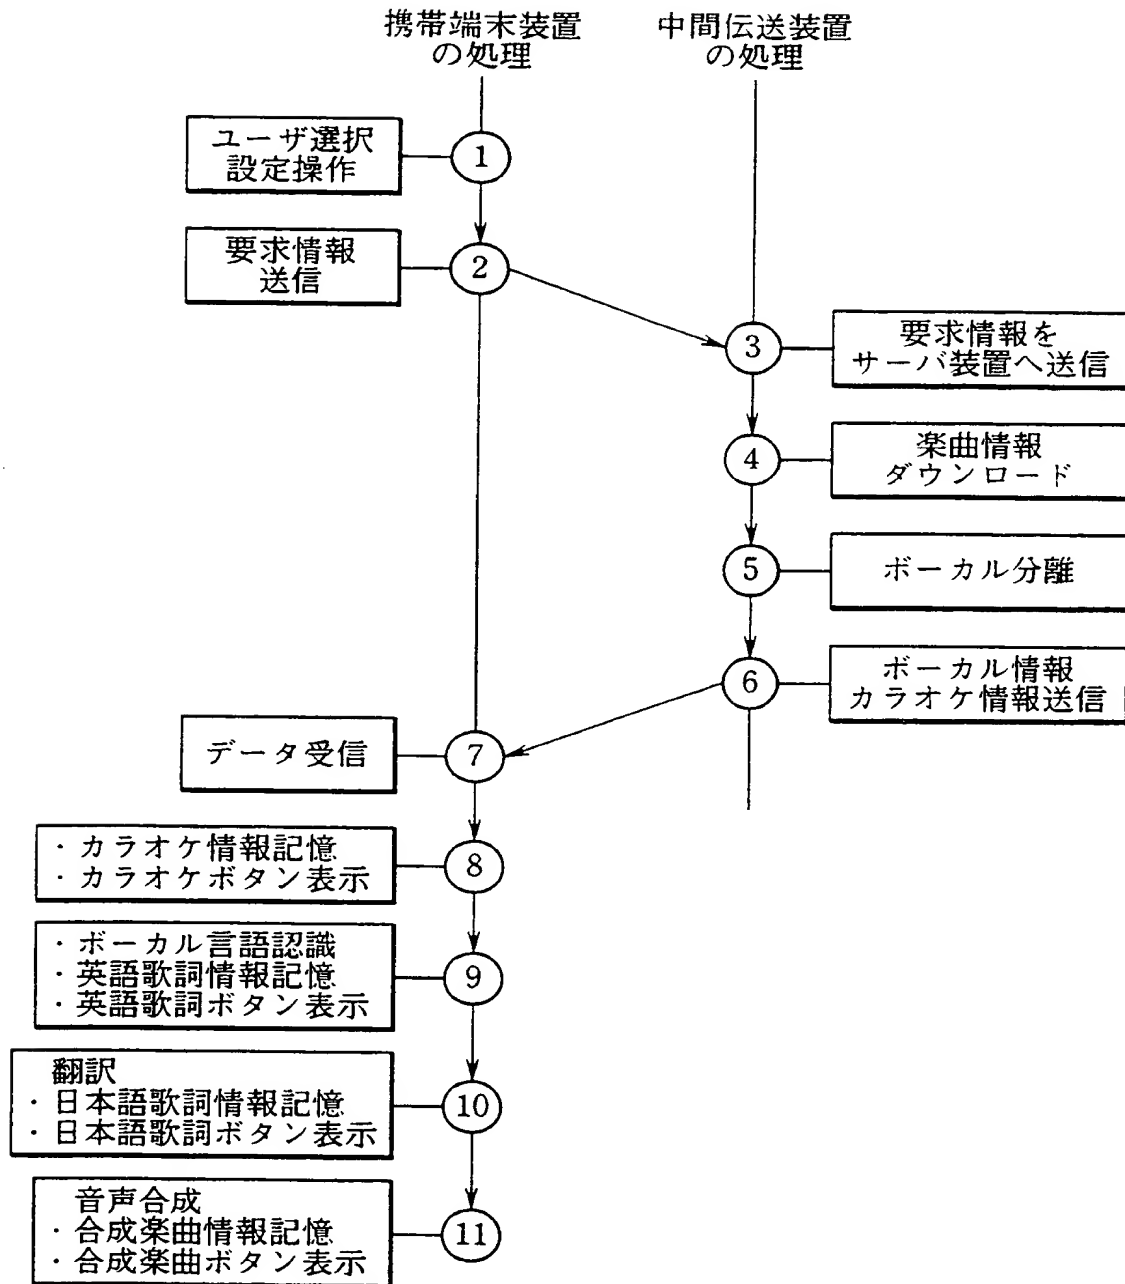 携帯端末装置
の処理
中間伝送装置
の処理
ユーザ選択
設定操作
1
要求情報
送信
2
3
要求情報を
サーバ装置へ送信
4
楽曲情報
ダウンロード
5
ボーカル分離
6
ボーカル情報
カラオケ情報送信
データ受信
7
・カラオケ情報記憶
・カラオケボタン表示
8
・ボーカル言語認識
・英語歌詞情報記憶
・英語歌詞ボタン表示
9
翻訳
・日本語歌詞情報記憶
・日本語歌詞ボタン表示
10
音声合成
・合成楽曲情報記憶
・合成楽曲ボタン表示
11